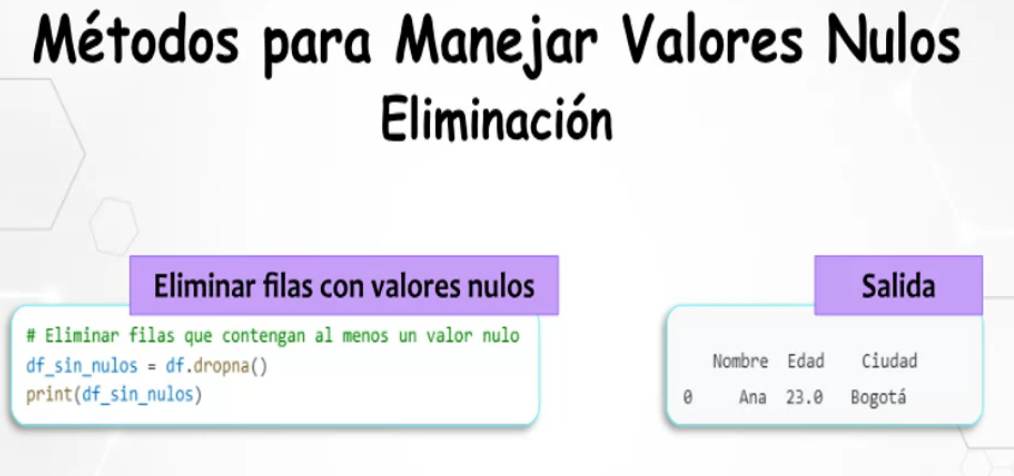 Métodos para Manejar Valores Nulos
Eliminación
Eliminar filas con valores nulos
# Eliminar filas que contengan al menos un valor nulo
df_sin_nulos = df.dropna()
print(df_sin_nulos)
Salida
Nombre Edad Ciudad
0 Ana 23.0 Bogotá